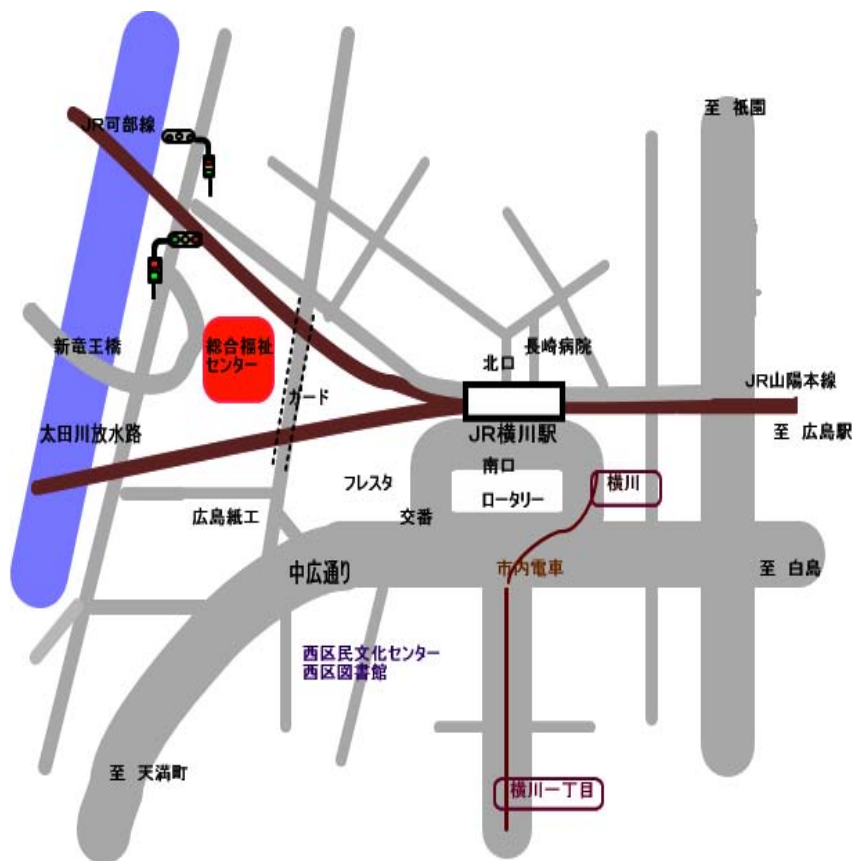 至 祇園
JR可部線
新竜王橋
総合福祉
センター
長崎病院
北口
ガード
JR山陽本線
太田川放水路
JR横川駅
至 広島駅
南口
フレスタ
横川
ロータリー
広島紙工
交番
中広通り
市内電車
至 白島
西区民文化センター
西区図書館
至 天満町
横川一丁目